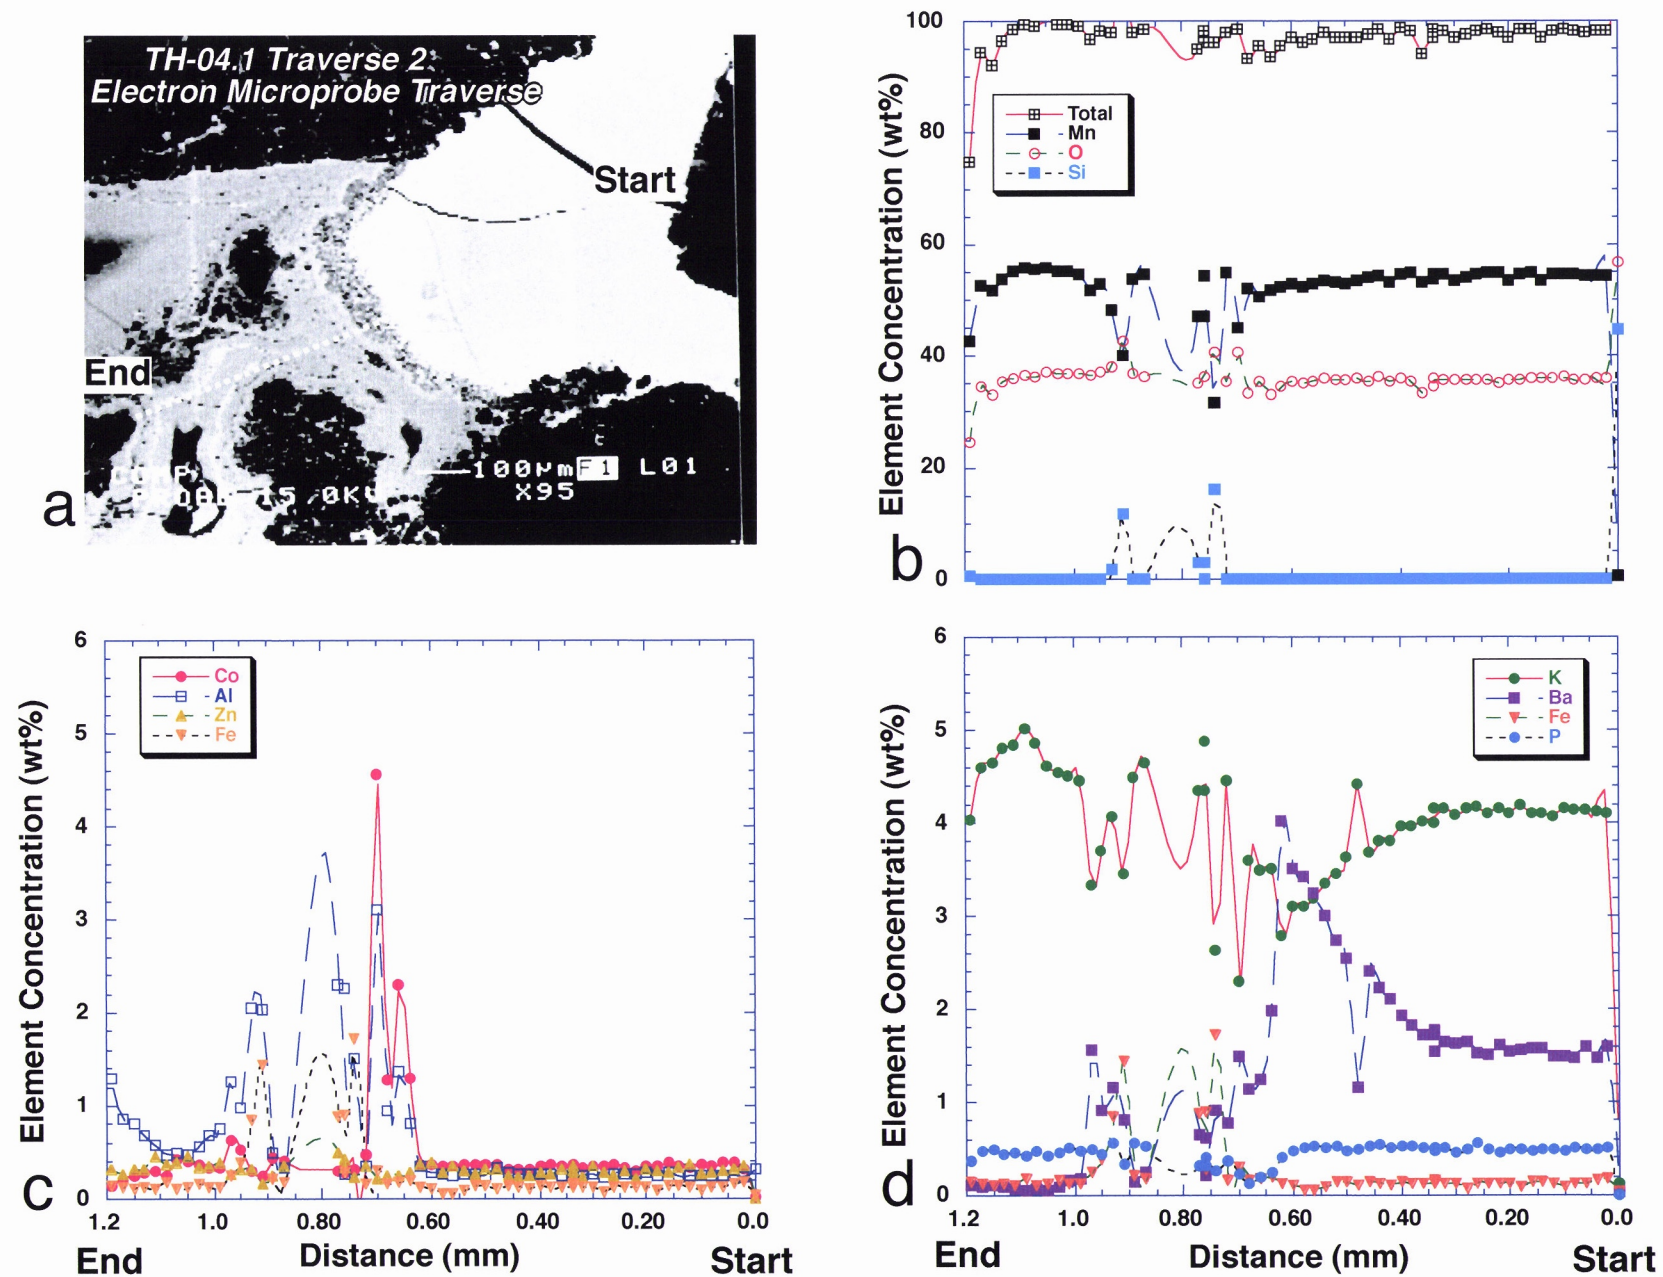 TH-04.1 Traverse 2
Electron Microprobe Traverse
Start
End
100µm F1 L01
X95
15.0KV
a
100
80
60
40
20
0
Element Concentration (wt%)
Total
Mn
O
Si
b
6
5
4
3
2
1
0
Element Concentration (wt%)
Co
Al
Zn
Fe
c
1.2 1.0 0.80 0.60 0.40 0.20 0.0
End Distance (mm) Start
6
5
4
3
2
1
0
Element Concentration (wt%)
K
Ba
Fe
P
d
1.2 1.0 0.80 0.60 0.40 0.20 0.0
End Distance (mm) Start